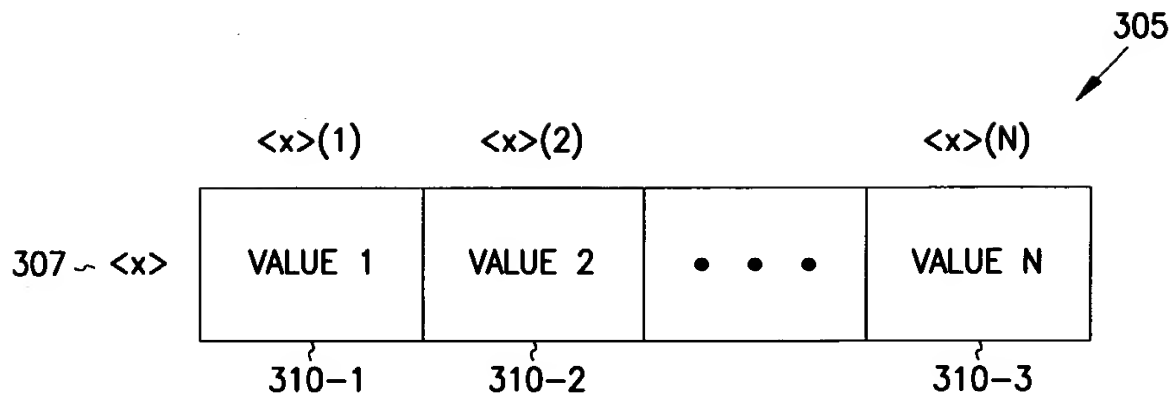 305
<x>(1) <x>(2) <x>(N)
307 ~ <x> VALUE 1 VALUE 2 • • • VALUE N
310-1 310-2 310-3